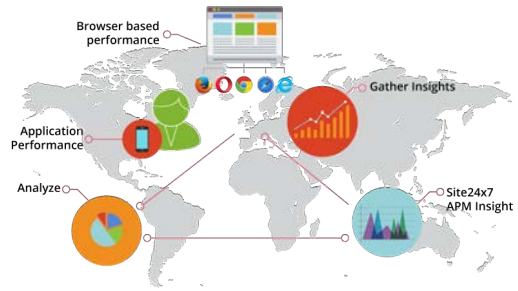 Browser based
performance
Gather Insights
Application
Performance
Analyze
Site24x7
APM Insight